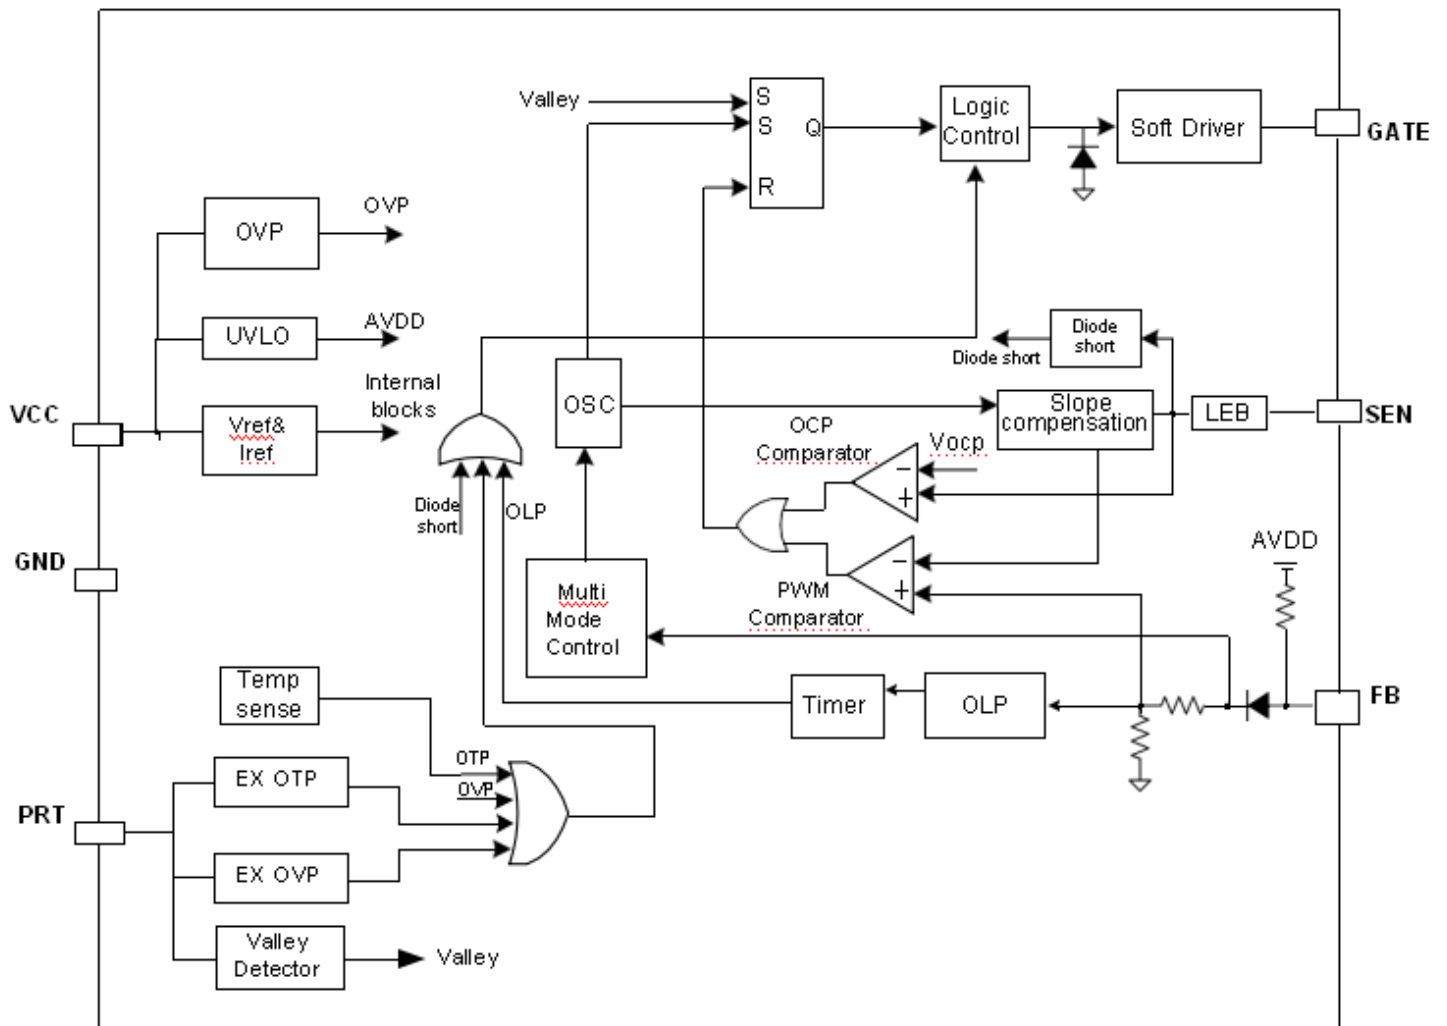 Valley
S
S
Q
R
Logic
Control
Soft Driver
GATE
OVP
OVP
UVLO
AVDD
VCC
Vref&
Iref
Internal
blocks
OSC
Diode
short
Diode short
Slope
compensation
LEB
SEN
OCP
Comparator
Vocp
−
+
Diode
short
OLP
GND
Multi
Mode
Control
PWM
Comparator
−
+
AVDD
Temp
sense
Timer
OLP
FB
OTP
OVP
EX OTP
PRT
EX OVP
Valley
Detector
Valley